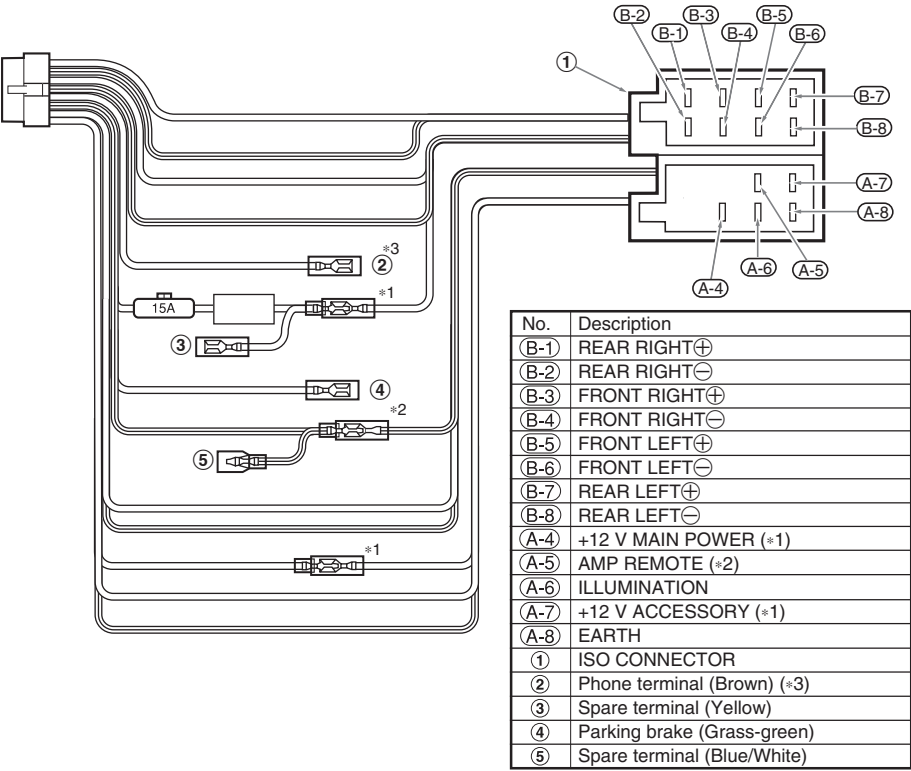 B-2
B-3
B-5
B-1
B-4
B-6
①
B-7
B-8
A-7
A-8
A-6
A-5
A-4
*3
②
*1
15A
③
④
*2
⑤
*1
No. Description
B-1 REAR RIGHT⊕
B-2 REAR RIGHT⊖
B-3 FRONT RIGHT⊕
B-4 FRONT RIGHT⊖
B-5 FRONT LEFT⊕
B-6 FRONT LEFT⊖
B-7 REAR LEFT⊕
B-8 REAR LEFT⊖
A-4 +12 V MAIN POWER (*1)
A-5 AMP REMOTE (*2)
A-6 ILLUMINATION
A-7 +12 V ACCESSORY (*1)
A-8 EARTH
① ISO CONNECTOR
② Phone terminal (Brown) (*3)
③ Spare terminal (Yellow)
④ Parking brake (Grass-green)
⑤ Spare terminal (Blue/White)